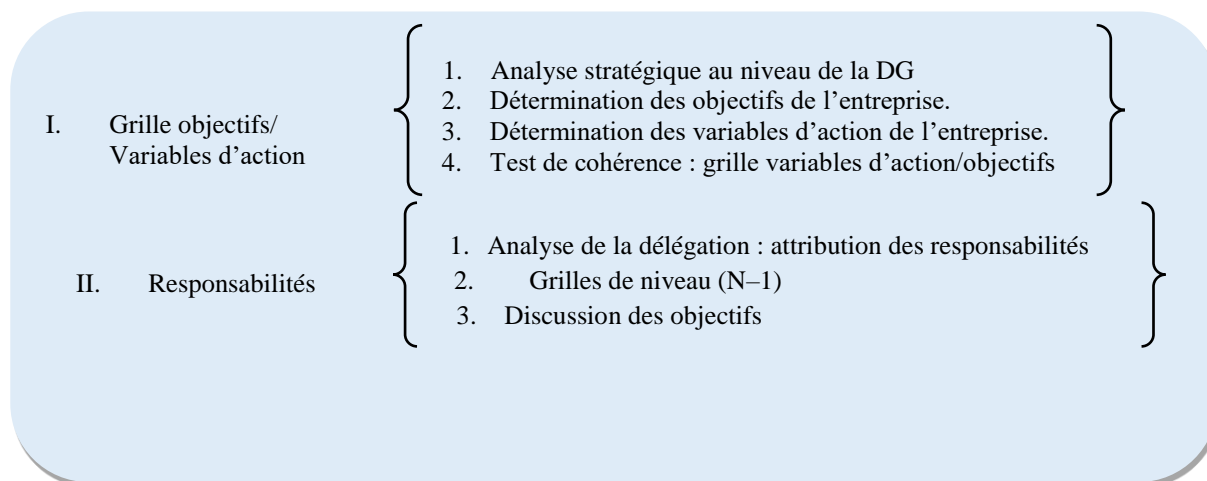 I. Grille objectifs/
Variables d’action
1. Analyse stratégique au niveau de la DG
2. Détermination des objectifs de l’entreprise.
3. Détermination des variables d’action de l’entreprise.
4. Test de cohérence : grille variables d’action/objectifs
II. Responsabilités
1. Analyse de la délégation : attribution des responsabilités
2. Grilles de niveau (N–1)
3. Discussion des objectifs